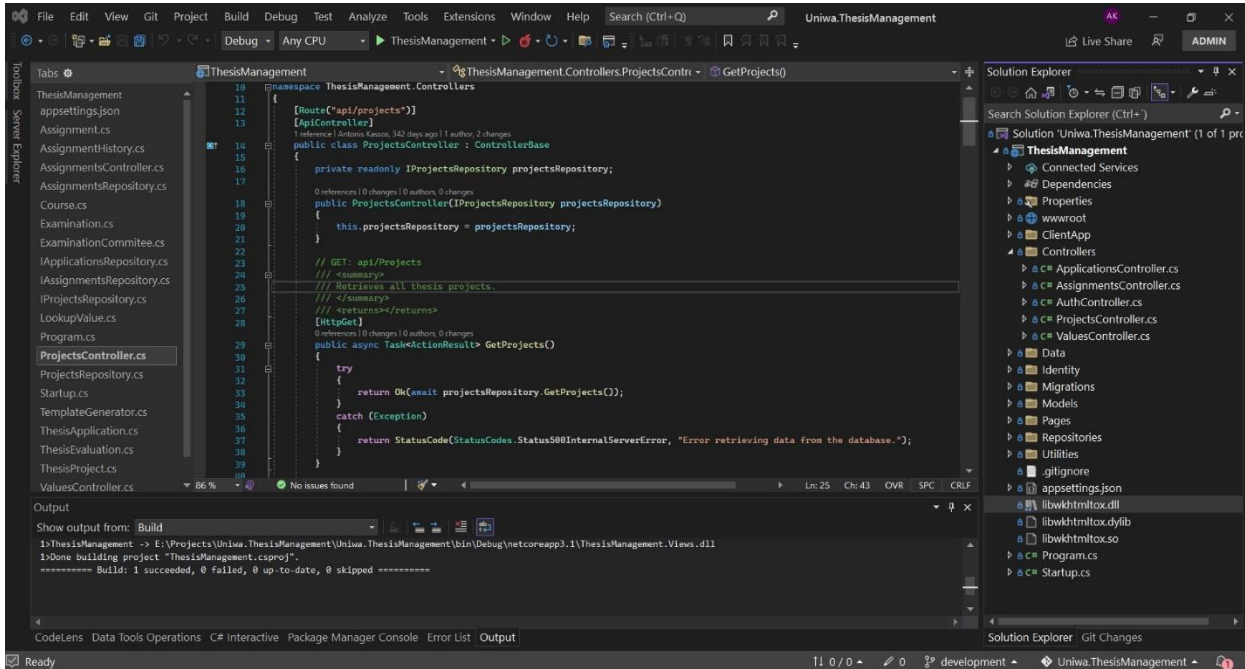 File Edit View Git Project Build Debug Test Analyze Tools Extensions Window Help Search (Ctrl+Q) Uniwa.ThesisManagement AK
Debug Any CPU ThesisManagement Live Share ADMIN
Toolbox
Server Explorer
Tabs
ThesisManagement
appsettings.json
Assignment.cs
AssignmentHistory.cs
AssignmentsController.cs
AssignmentsRepository.cs
Course.cs
Examination.cs
ExaminationCommitee.cs
IApplicationsRepository.cs
IAssignmentsRepository.cs
IProjectsRepository.cs
LookupValue.cs
Program.cs
ProjectsController.cs
ProjectsRepository.cs
Startup.cs
TemplateGenerator.cs
ThesisApplication.cs
ThesisEvaluation.cs
ThesisProject.cs
ValuesController.cs
ThesisManagement ThesisManagement.Controllers.ProjectsContro GetProjects()
10 namespace ThesisManagement.Controllers
11 {
12 [Route("api/projects")]
13 [ApiController]
1 reference | Antonis Kassos, 342 days ago | 1 author, 2 changes
14 public class ProjectsController : ControllerBase
15 {
16 private readonly IProjectsRepository projectsRepository;
17
0 references | 0 changes | 0 authors, 0 changes
18 public ProjectsController(IProjectsRepository projectsRepository)
19 {
20 this.projectsRepository = projectsRepository;
21 }
22
23 // GET: api/Projects
24 /// <summary>
25 /// Retrieves all thesis projects.
26 /// </summary>
27 /// <returns></returns>
28 [HttpGet]
0 references | 0 changes | 0 authors, 0 changes
29 public async Task<ActionResult> GetProjects()
30 {
31 try
32 {
33 return Ok(await projectsRepository.GetProjects());
34 }
35 catch (Exception)
36 {
37 return StatusCode(StatusCodes.Status500InternalServerError, "Error retrieving data from the database.");
38 }
39 }
86 % No issues found Ln: 25 Ch: 43 OVR SPC CRLF
Output
Show output from: Build
1>ThesisManagement -> E:\Projects\Uniwa.ThesisManagement\Uniwa.ThesisManagement\bin\Debug\netcoreapp3.1\ThesisManagement.Views.dll
1>Done building project "ThesisManagement.csproj".
========== Build: 1 succeeded, 0 failed, 0 up-to-date, 0 skipped ==========
CodeLens Data Tools Operations C# Interactive Package Manager Console Error List Output
Solution Explorer
Search Solution Explorer (Ctrl+')
Solution 'Uniwa.ThesisManagement' (1 of 1 pro
ThesisManagement
Connected Services
Dependencies
Properties
wwwroot
ClientApp
Controllers
C# ApplicationsController.cs
C# AssignmentsController.cs
C# AuthController.cs
C# ProjectsController.cs
C# ValuesController.cs
Data
Identity
Migrations
Models
Pages
Repositories
Utilities
.gitignore
appsettings.json
libwkhtmltox.dll
libwkhtmltox.dylib
libwkhtmltox.so
C# Program.cs
C# Startup.cs
Solution Explorer Git Changes
Ready 0 / 0 0 development Uniwa.ThesisManagement 1